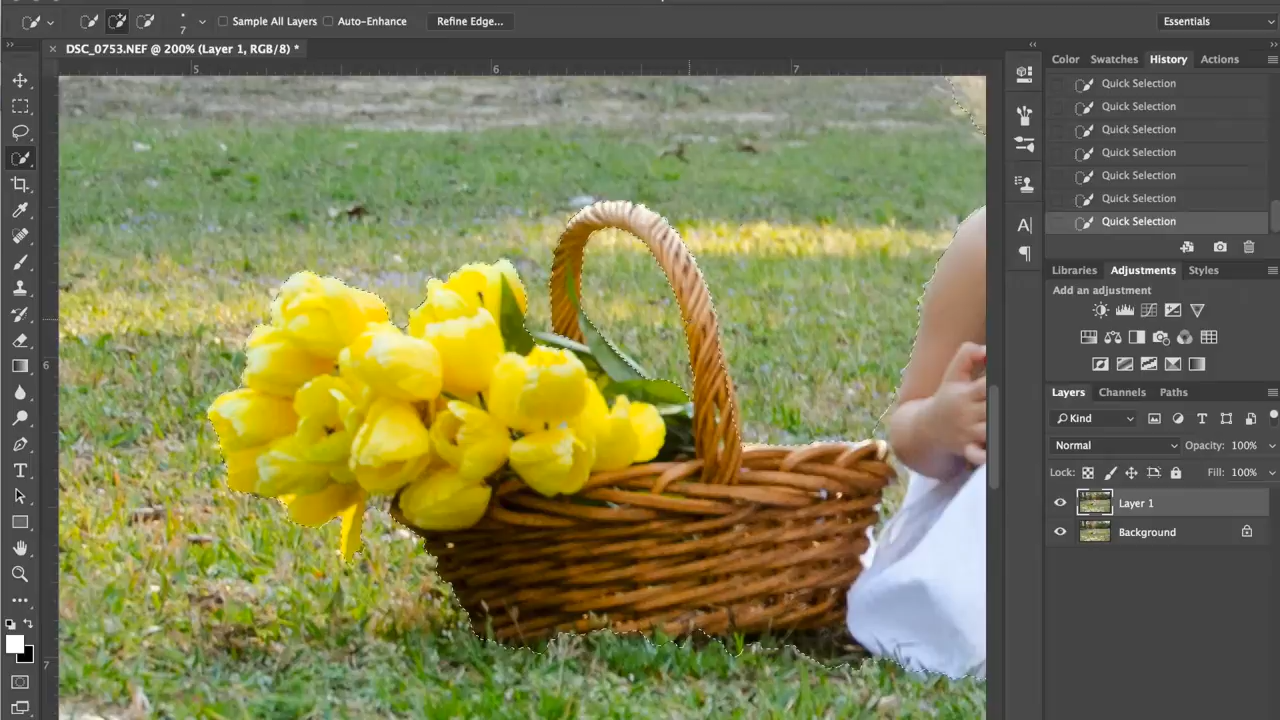 7
Sample All Layers
Auto-Enhance
Refine Edge...
Essentials
DSC_0753.NEF @ 200% (Layer 1, RGB/8) *
5
6
7
6
7
Color
Swatches
History
Actions
Quick Selection
Quick Selection
Quick Selection
Quick Selection
Quick Selection
Quick Selection
Quick Selection
Libraries
Adjustments
Styles
Add an adjustment
Layers
Channels
Paths
Kind
Normal
Opacity: 100%
Lock:
Fill: 100%
Layer 1
Background